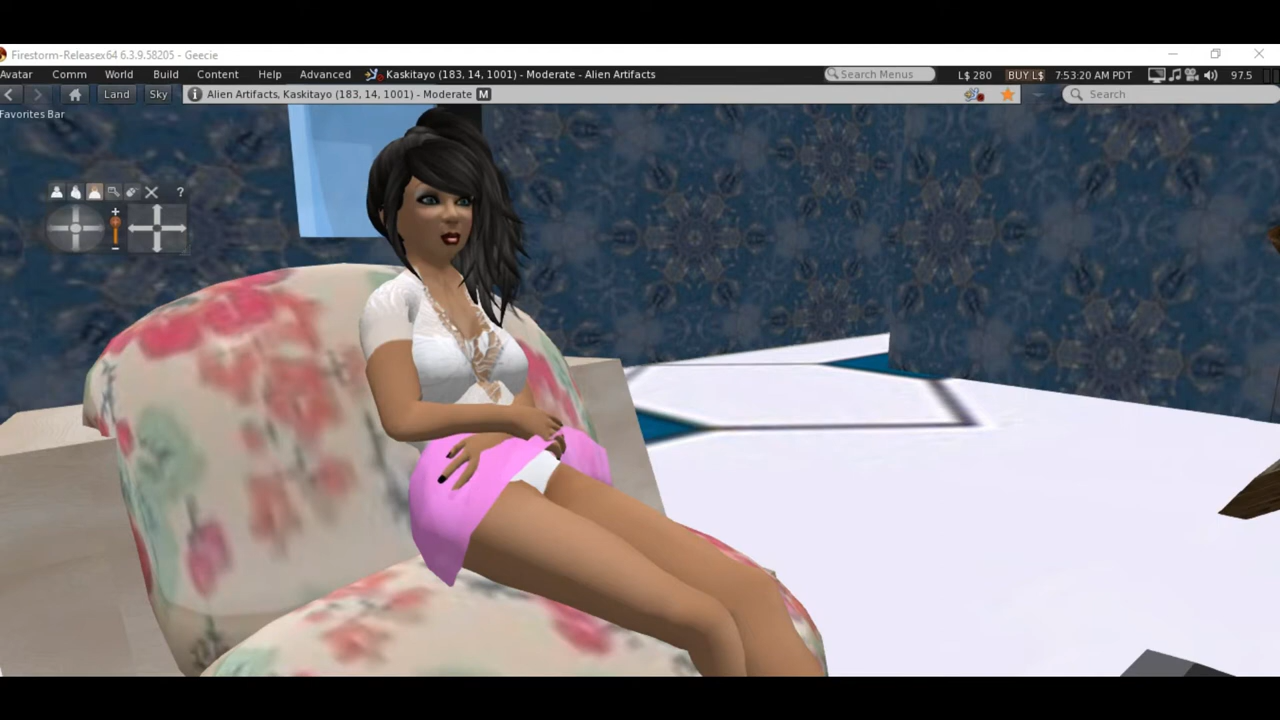 Firestorm-Releasex64 6.3.9.58205 - Geecie
Avatar Comm World Build Content Help Advanced Kaskitayo (183, 14, 1001) - Moderate - Alien Artifacts Search Menus L$ 280 BUY L$ 7:53:20 AM PDT 97.5
Land Sky Alien Artifacts, Kaskitayo (183, 14, 1001) - Moderate M Search
Favorites Bar
?